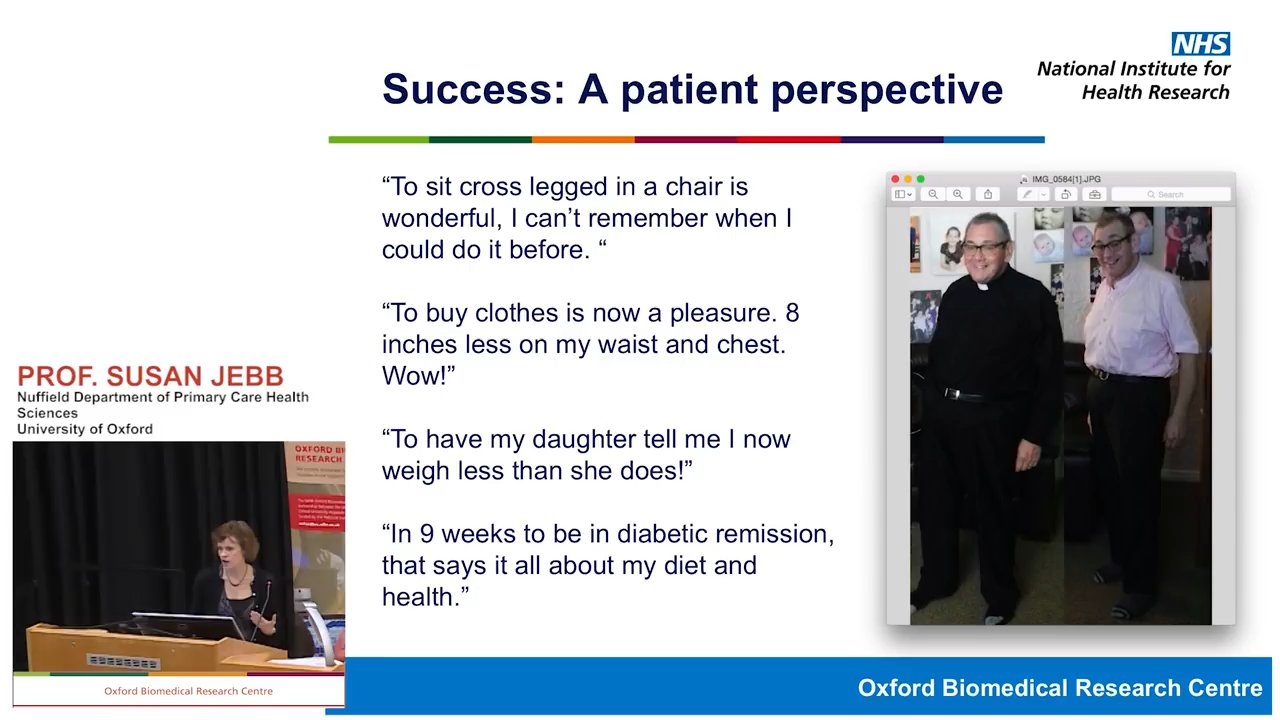 NHS
National Institute for
Health Research
Success: A patient perspective
“To sit cross legged in a chair is
wonderful, I can’t remember when I
could do it before. “
“To buy clothes is now a pleasure. 8
inches less on my waist and chest.
Wow!”
“To have my daughter tell me I now
weigh less than she does!”
“In 9 weeks to be in diabetic remission,
that says it all about my diet and
health.”
IMG_0584[1].JPG
Search
PROF. SUSAN JEBB
Nuffield Department of Primary Care Health
Sciences
University of Oxford
OXFORD BI
RESEARCH
Oxford Biomedical Research Centre
Oxford Biomedical Research Centre